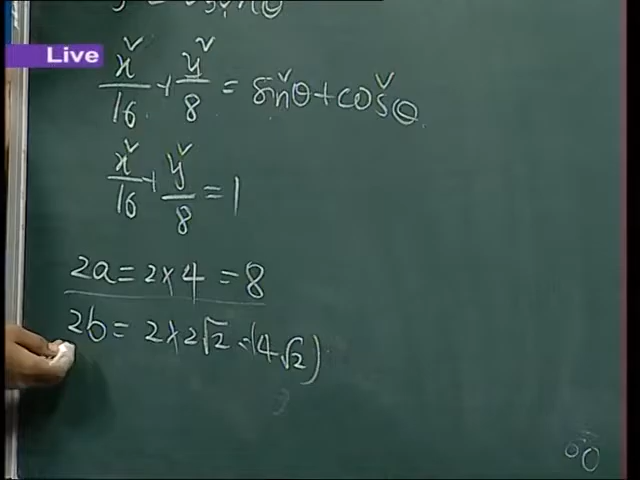 Live
x²/16 + y²/8 = sin²θ + cos²θ
x²/16 + y²/8 = 1
2a = 2 × 4 = 8
2b = 2 × 2√2 = (4√2)